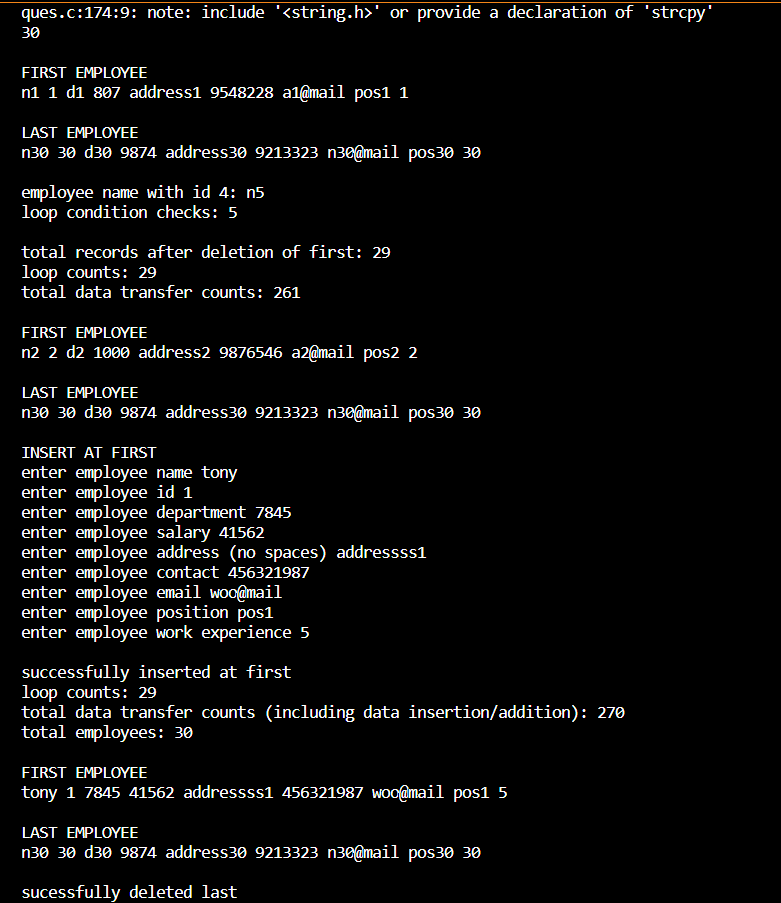 ques.c:174:9: note: include '<string.h>' or provide a declaration of 'strcpy'
30
FIRST EMPLOYEE
n1 1 d1 807 address1 9548228 a1@mail pos1 1
LAST EMPLOYEE
n30 30 d30 9874 address30 9213323 n30@mail pos30 30
employee name with id 4: n5
loop condition checks: 5
total records after deletion of first: 29
loop counts: 29
total data transfer counts: 261
FIRST EMPLOYEE
n2 2 d2 1000 address2 9876546 a2@mail pos2 2
LAST EMPLOYEE
n30 30 d30 9874 address30 9213323 n30@mail pos30 30
INSERT AT FIRST
enter employee name tony
enter employee id 1
enter employee department 7845
enter employee salary 41562
enter employee address (no spaces) addressss1
enter employee contact 456321987
enter employee email woo@mail
enter employee position pos1
enter employee work experience 5
successfully inserted at first
loop counts: 29
total data transfer counts (including data insertion/addition): 270
total employees: 30
FIRST EMPLOYEE
tony 1 7845 41562 addressss1 456321987 woo@mail pos1 5
LAST EMPLOYEE
n30 30 d30 9874 address30 9213323 n30@mail pos30 30
sucessfully deleted last